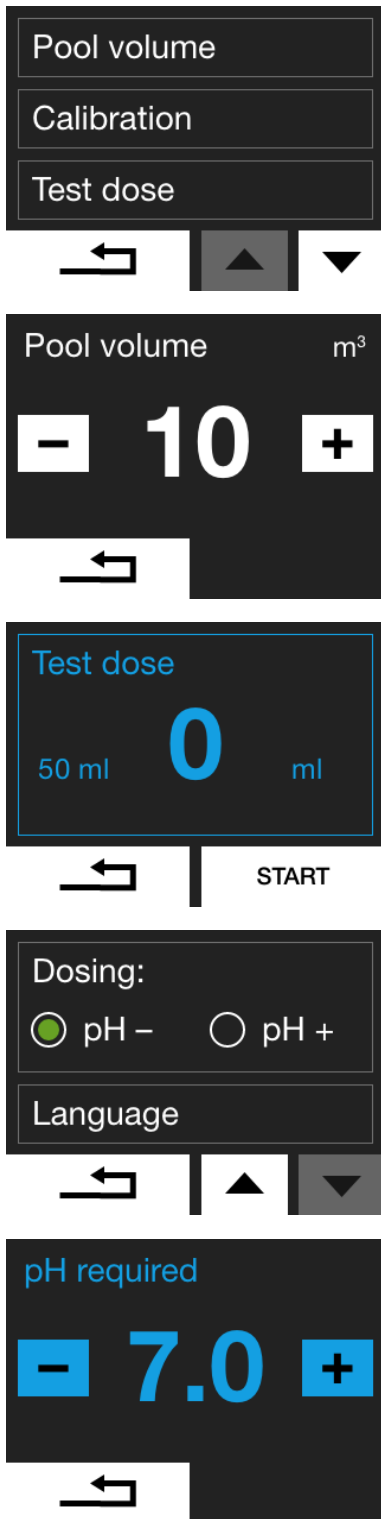 Pool volume
Calibration
Test dose
Pool volume m³
− 10 +
Test dose
50 ml 0 ml
START
Dosing:
pH − pH +
Language
pH required
− 7.0 +